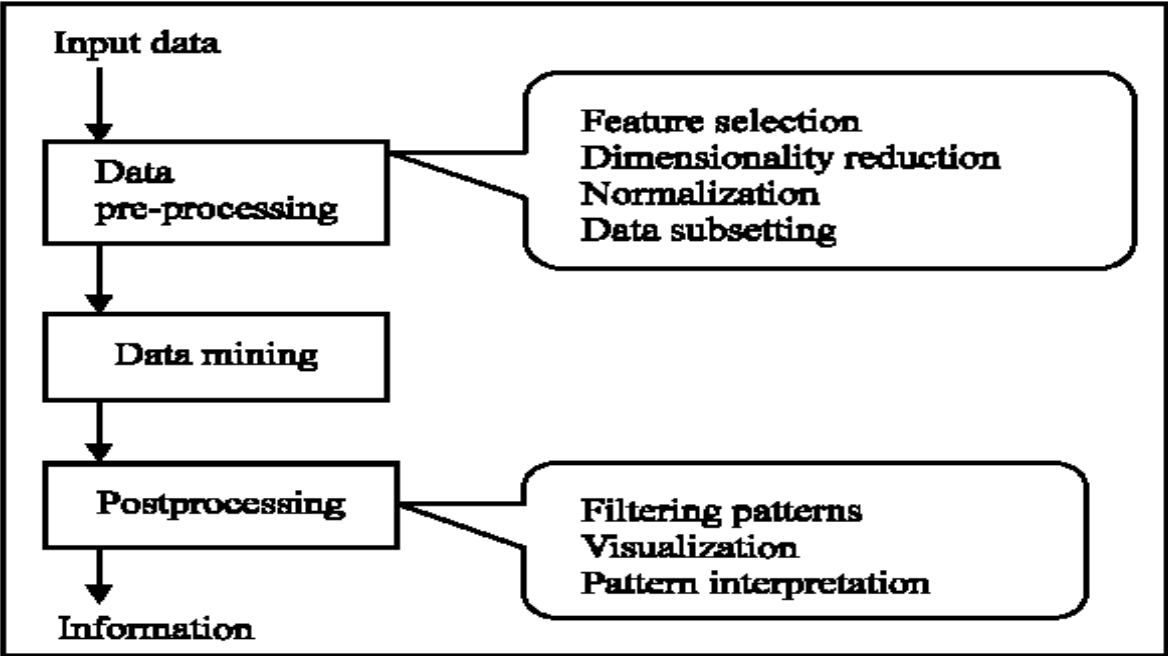 Input data
Data
pre-processing
Feature selection
Dimensionality reduction
Normalization
Data subsetting
Data mining
Postprocessing
Filtering patterns
Visualization
Pattern interpretation
Information